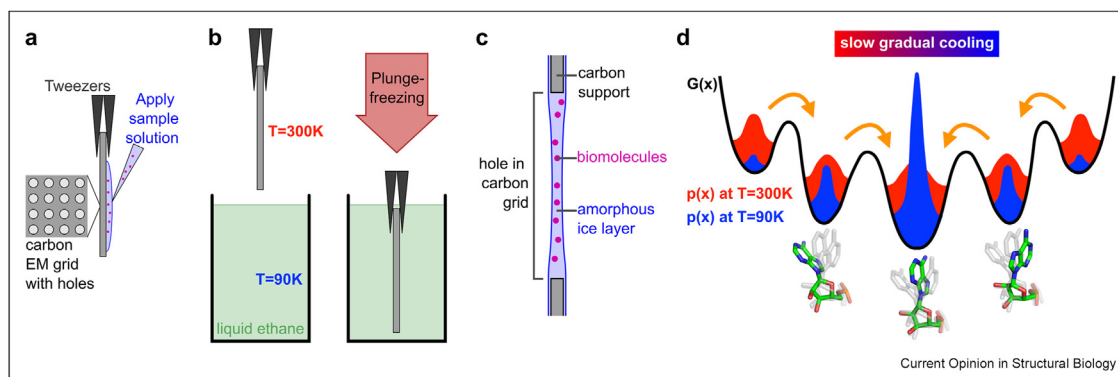 a
Tweezers
Apply
sample
solution
carbon
EM grid
with holes
b
T=300K
T=90K
liquid ethane
Plunge-
freezing
c
carbon
support
hole in
carbon
grid
biomolecules
amorphous
ice layer
d
slow gradual cooling
G(x)
p(x) at T=300K
p(x) at T=90K
Current Opinion in Structural Biology